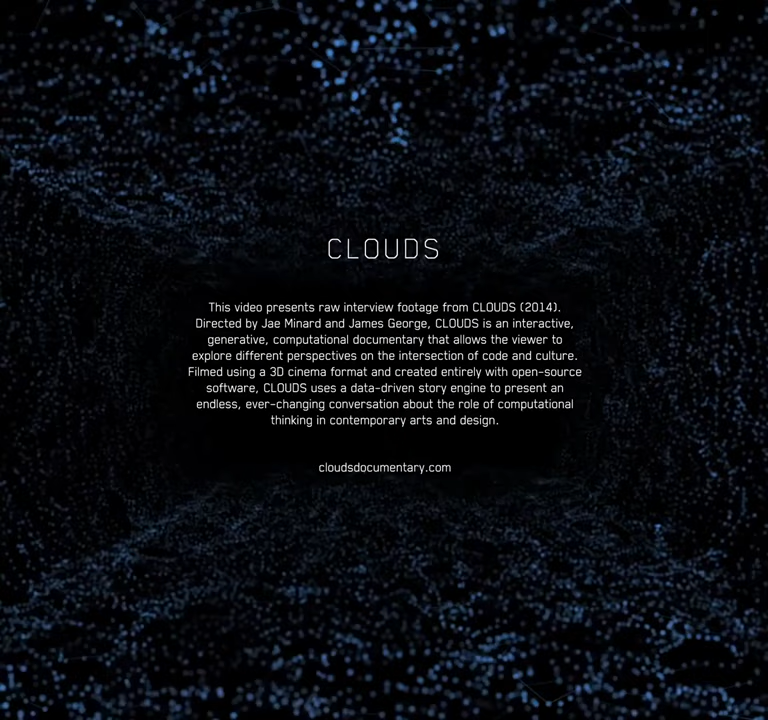 CLOUDS
This video presents raw interview footage from CLOUDS (2014).
Directed by Jae Minard and James George, CLOUDS is an interactive,
generative, computational documentary that allows the viewer to
explore different perspectives on the intersection of code and culture.
Filmed using a 3D cinema format and created entirely with open-source
software, CLOUDS uses a data-driven story engine to present an
endless, ever-changing conversation about the role of computational
thinking in contemporary arts and design.
cloudsdocumentary.com